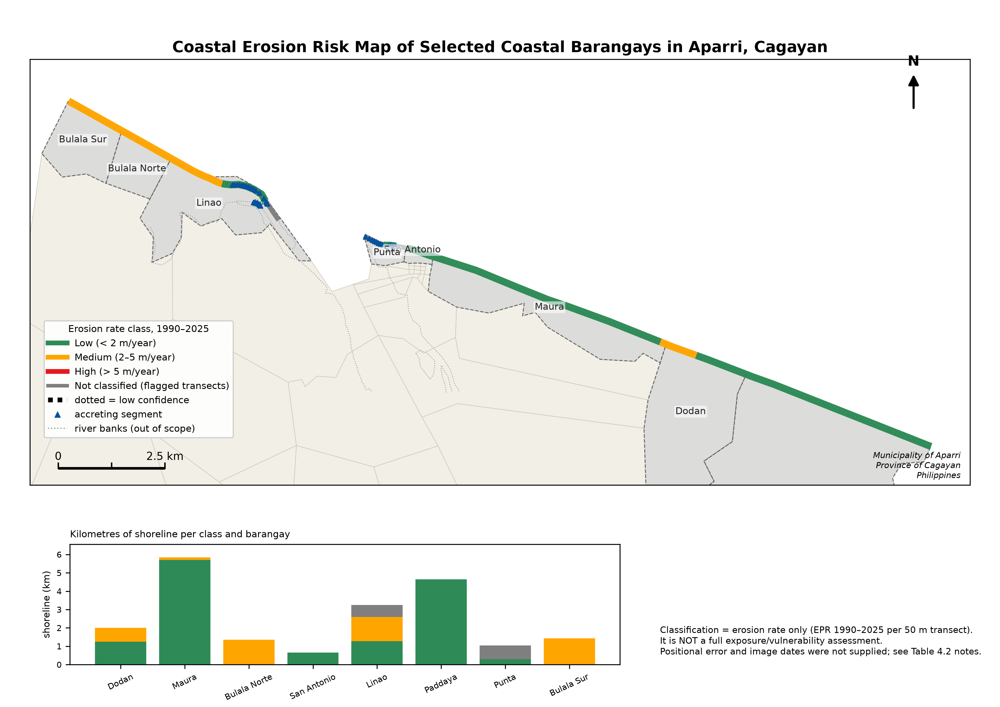 Coastal Erosion Risk Map of Selected Coastal Barangays in Aparri, Cagayan
N
Bulala Sur
Bulala Norte
Linao
San Antonio
Punta
Maura
Dodan
Erosion rate class, 1990–2025
Low (< 2 m/year)
Medium (2–5 m/year)
High (> 5 m/year)
Not classified (flagged transects)
dotted = low confidence
accreting segment
river banks (out of scope)
0
2.5 km
Municipality of Aparri
Province of Cagayan
Philippines
Kilometres of shoreline per class and barangay
shoreline (km)
6
5
4
3
2
1
0
Dodan
Maura
Bulala Norte
San Antonio
Linao
Paddaya
Punta
Bulala Sur
Classification = erosion rate only (EPR 1990–2025 per 50 m transect).
It is NOT a full exposure/vulnerability assessment.
Positional error and image dates were not supplied; see Table 4.2 notes.